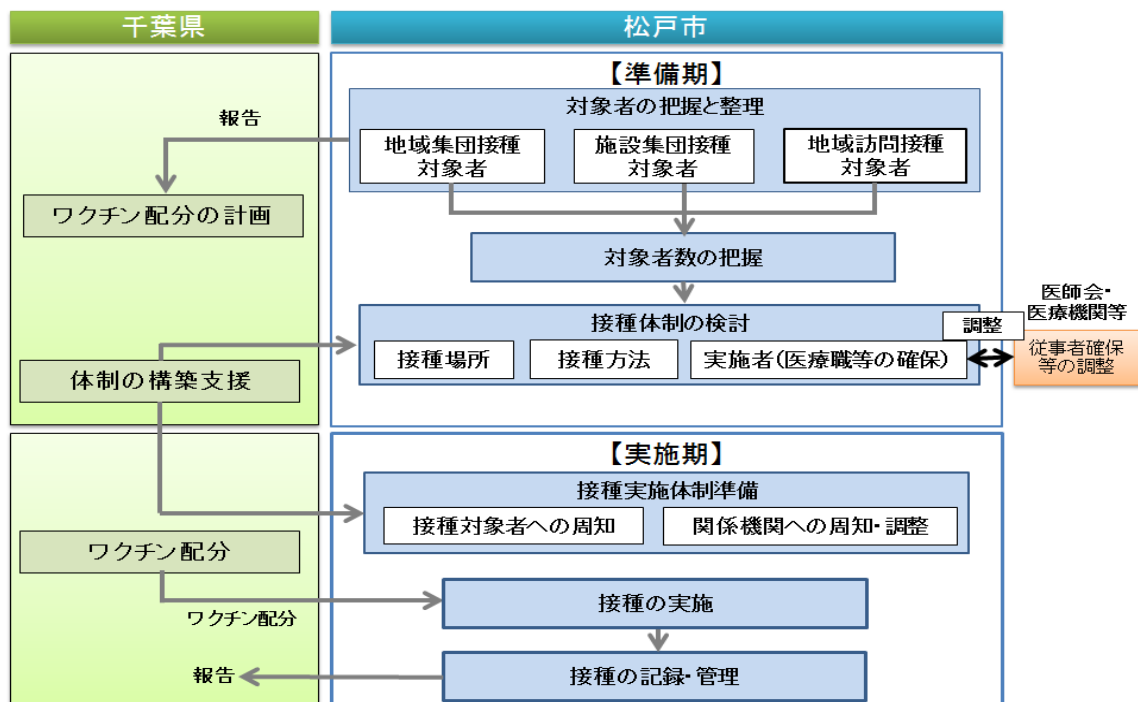 千葉県
松戸市
【準備期】
対象者の把握と整理
報告
地域集団接種
対象者
施設集団接種
対象者
地域訪問接種
対象者
ワクチン配分の計画
対象者数の把握
医師会・
医療機関等
接種体制の検討
調整
接種場所
接種方法
実施者(医療職等の確保)
従事者確保
等の調整
体制の構築支援
【実施期】
接種実施体制準備
接種対象者への周知
関係機関への周知・調整
ワクチン配分
接種の実施
ワクチン配分
接種の記録・管理
報告